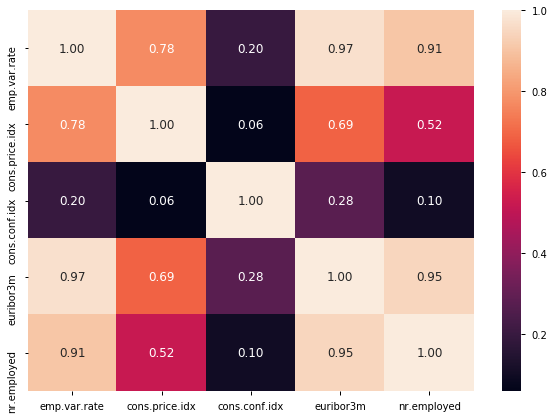 emp.var.rate 1.00 0.78 0.20 0.97 0.91
cons.price.idx 0.78 1.00 0.06 0.69 0.52
cons.conf.idx 0.20 0.06 1.00 0.28 0.10
euribor3m 0.97 0.69 0.28 1.00 0.95
nr.employed 0.91 0.52 0.10 0.95 1.00
emp.var.rate cons.price.idx cons.conf.idx euribor3m nr.employed
1.0
0.8
0.6
0.4
0.2